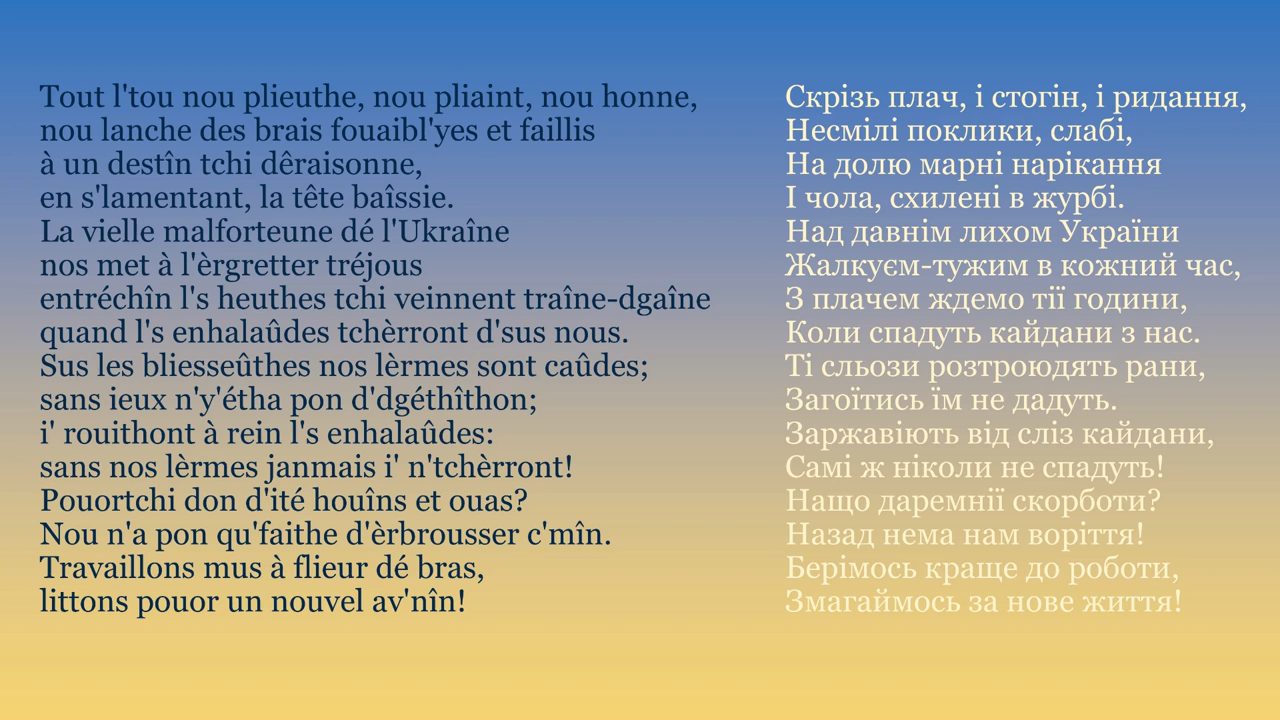 Tout l'tou nou plieuthe, nou pliaint, nou honne,
nou lanche des brais fouaibl'yes et faillis
à un destîn tchi dêraisonne,
en s'lamentant, la tête baîssie.
La vielle malforteune dé l'Ukraîne
nos met à l'èrgretter tréjous
entréchîn l's heuthes tchi veinnent traîne-dgaîne
quand l's enhalaûdes tchèrront d'sus nous.
Sus les bliesseûthes nos lèrmes sont caûdes;
sans ieux n'y'étha pon d'dgéthîthon;
i' rouithont à rein l's enhalaûdes:
sans nos lèrmes janmais i' n'tchèrront!
Pouortchi don d'ité houîns et ouas?
Nou n'a pon qu'faithe d'èrbrousser c'mîn.
Travaillons mus à flieur dé bras,
littons pouor un nouvel av'nîn!
Скрізь плач, і стогін, і ридання,
Несмілі поклики, слабі,
На долю марні нарікання
І чола, схилені в журбі.
Над давнім лихом України
Жалкуєм-тужим в кожний час,
З плачем ждемо тії години,
Коли спадуть кайдани з нас.
Ті сльози розтроюдять рани,
Загоїтись їм не дадуть.
Заржавіють від сліз кайдани,
Самі ж ніколи не спадуть!
Нащо даремнії скорботи?
Назад нема нам воріття!
Берімось краще до роботи,
Змагаймось за нове життя!